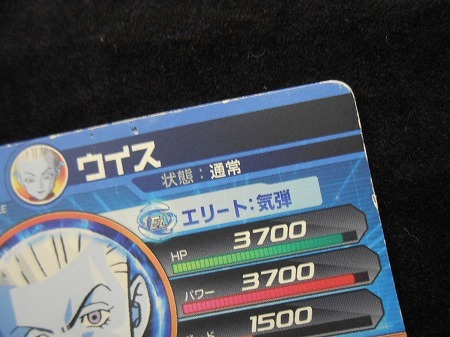 ウイス
状態：通常
エリート：気弾
HP 3700
パワー 3700
1500